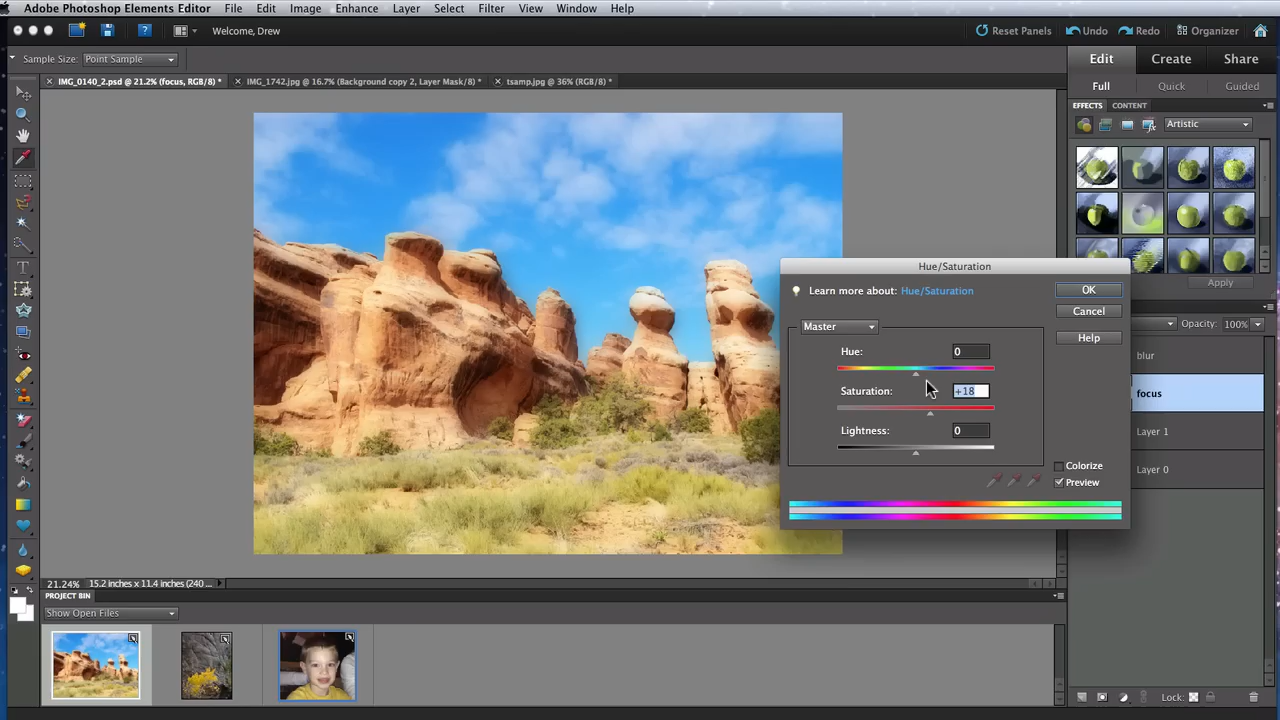 Adobe Photoshop Elements Editor File Edit Image Enhance Layer Select Filter View Window Help
Welcome, Drew
Reset Panels Undo Redo Organizer
Sample Size: Point Sample
Edit Create Share
IMG_0140_2.psd @ 21.2% (focus, RGB/8) * IMG_1742.jpg @ 16.7% (Background copy 2, Layer Mask/8) * tsamp.jpg @ 36% (RGB/8) *
Full Quick Guided
EFFECTS CONTENT
Artistic
Apply
Hue/Saturation
Learn more about: Hue/Saturation
OK
Cancel
Help
Master
Hue: 0
Saturation: +18
Lightness: 0
Colorize
Preview
Opacity: 100%
blur
focus
Layer 1
Layer 0
Lock:
21.24% 15.2 inches x 11.4 inches (240 ...
PROJECT BIN
Show Open Files